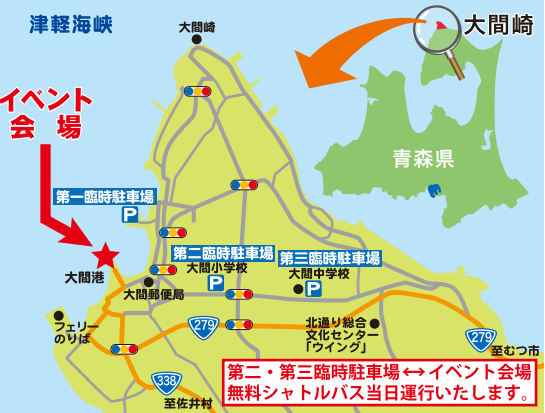 津軽海峡
大間崎
大間崎
イベント
会 場
青森県
第一臨時駐車場
P
第二臨時駐車場
大間小学校
P
第三臨時駐車場
大間中学校
P
大間港
大間郵便局
フェリー
のりば
279
北通り総合
文化センター
「ウイング」
279
至むつ市
338
至佐井村
第二・第三臨時駐車場↔イベント会場
無料シャトルバス当日運行いたします。